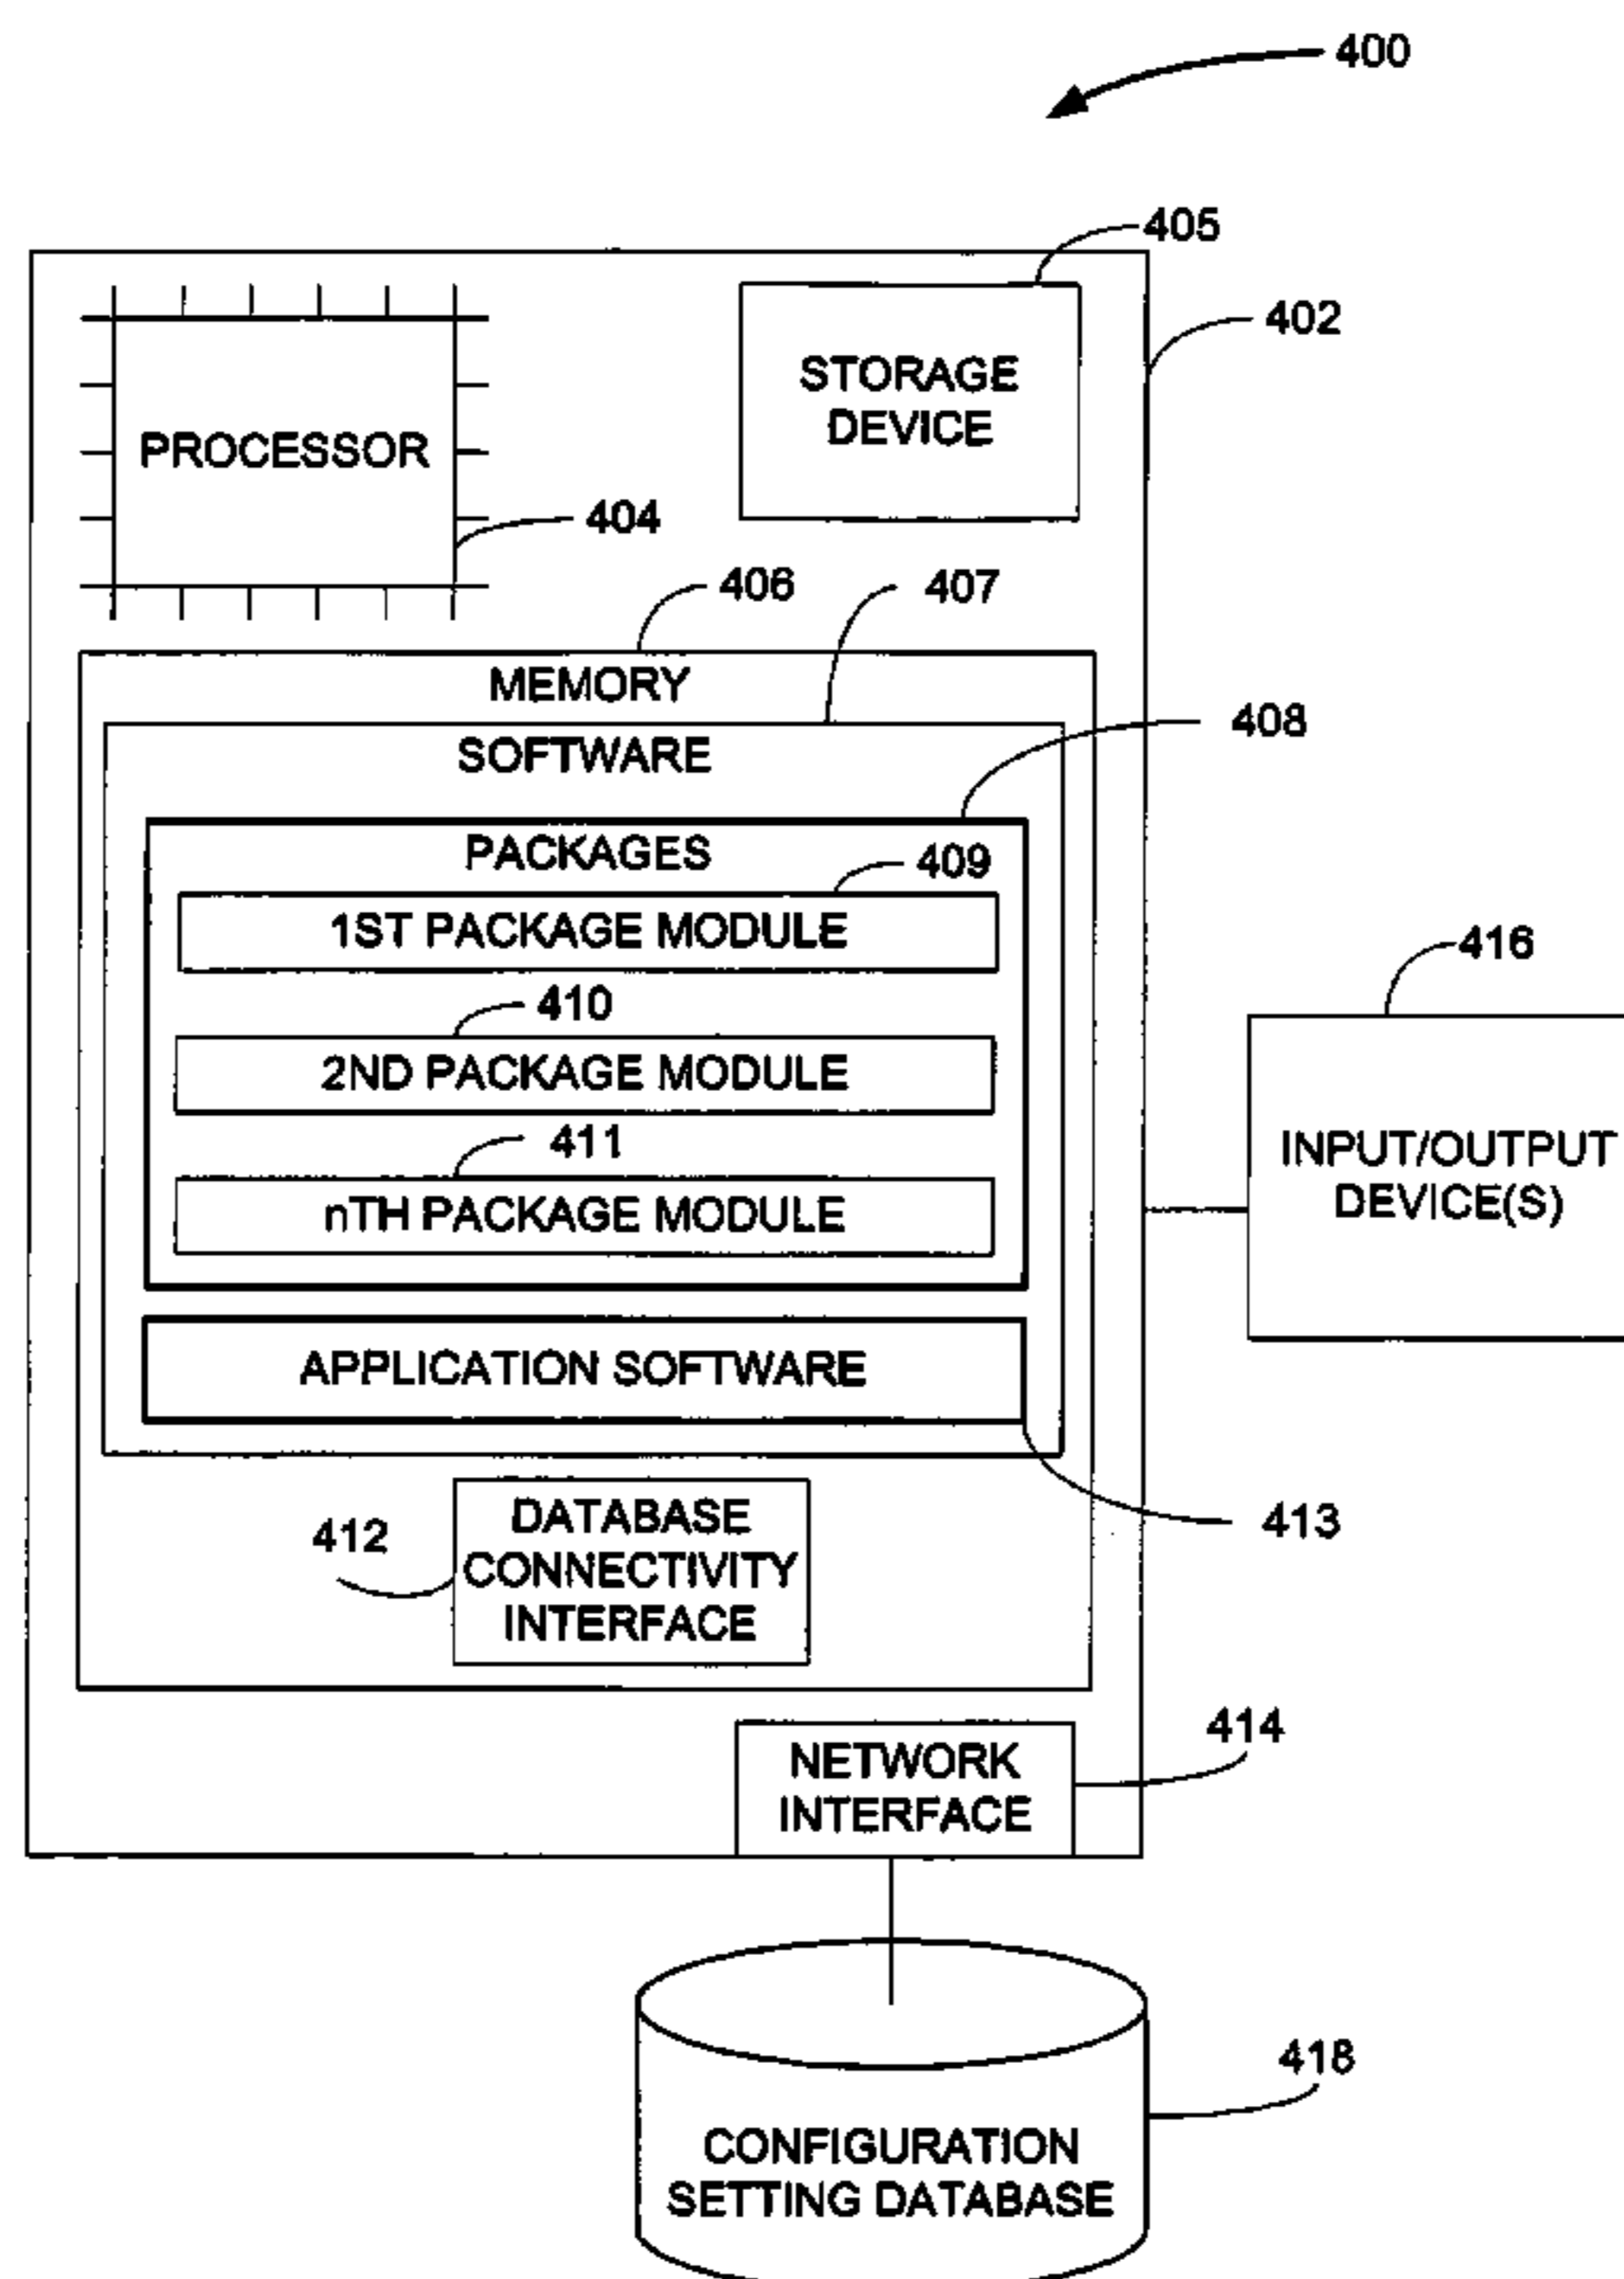 400
405
402
STORAGE
DEVICE
PROCESSOR
404
406
407
MEMORY
408
SOFTWARE
PACKAGES
409
1ST PACKAGE MODULE
416
410
2ND PACKAGE MODULE
411
INPUT/OUTPUT
DEVICE(S)
nTH PACKAGE MODULE
APPLICATION SOFTWARE
413
412
DATABASE
CONNECTIVITY
INTERFACE
414
NETWORK
INTERFACE
418
CONFIGURATION
SETTING DATABASE